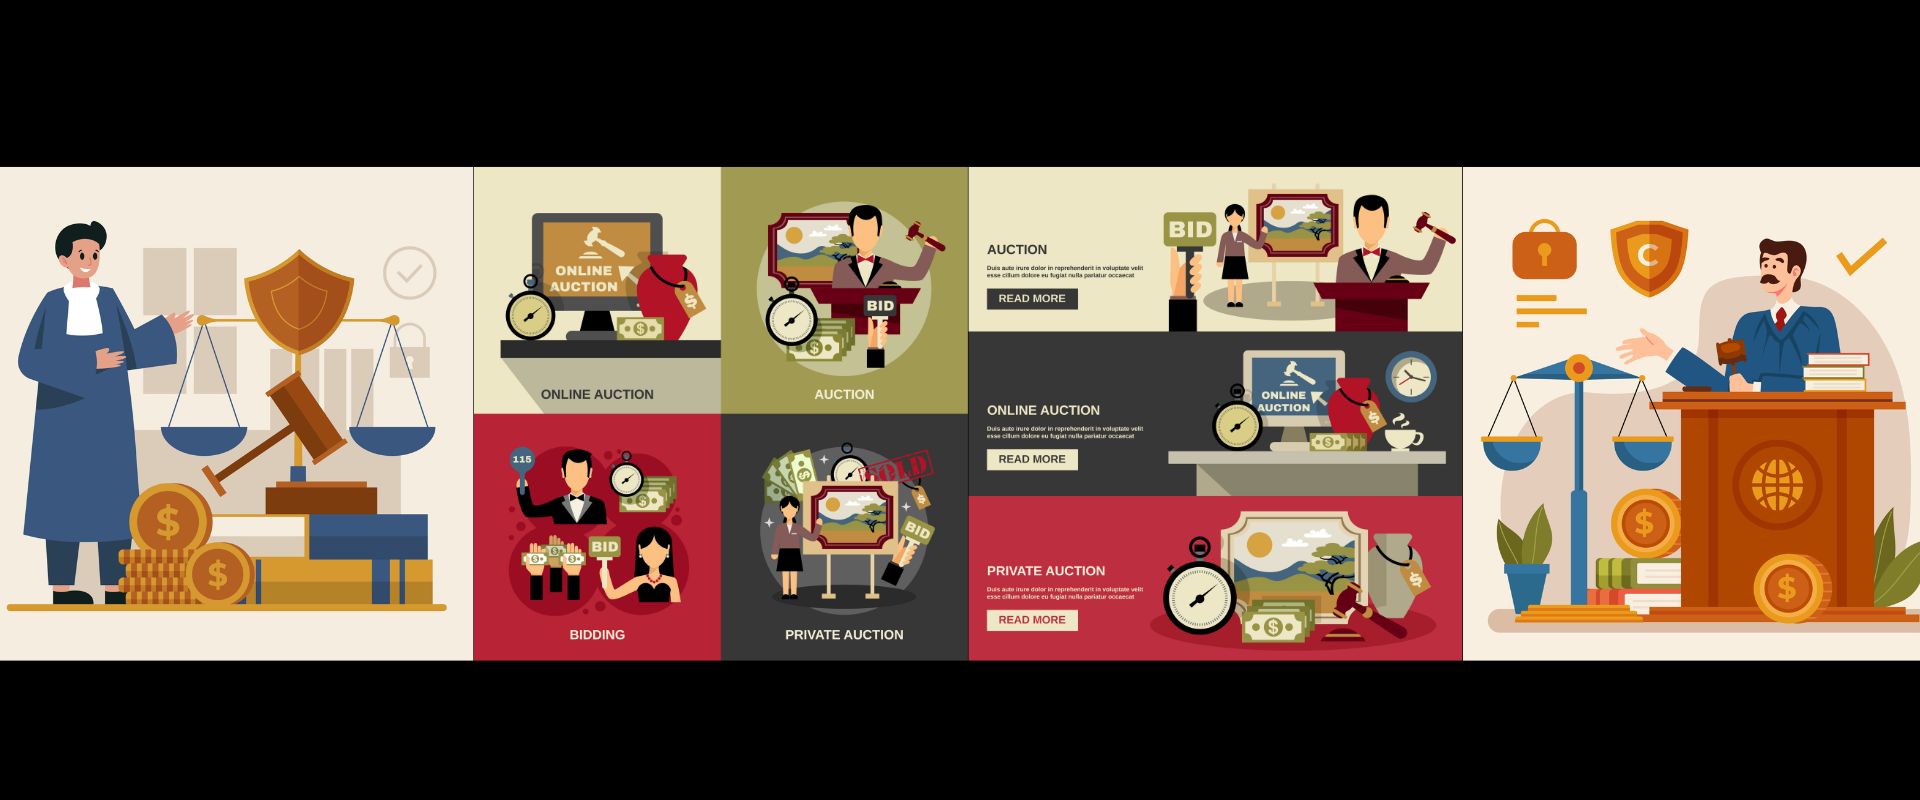 ONLINE
AUCTION
ONLINE AUCTION
BID
AUCTION
115
BID
BIDDING
SOLD
BID
PRIVATE AUCTION
BID
AUCTION
Duis aute irure dolor in reprehenderit in voluptate velit
esse cillum dolore eu fugiat nulla pariatur occaecat
READ MORE
ONLINE
AUCTION
ONLINE AUCTION
Duis aute irure dolor in reprehenderit in voluptate velit
esse cillum dolore eu fugiat nulla pariatur occaecat
READ MORE
PRIVATE AUCTION
Duis aute irure dolor in reprehenderit in voluptate velit
esse cillum dolore eu fugiat nulla pariatur occaecat
READ MORE
C
$
$
$
$
$
$
$
$
$
$
$
$
$